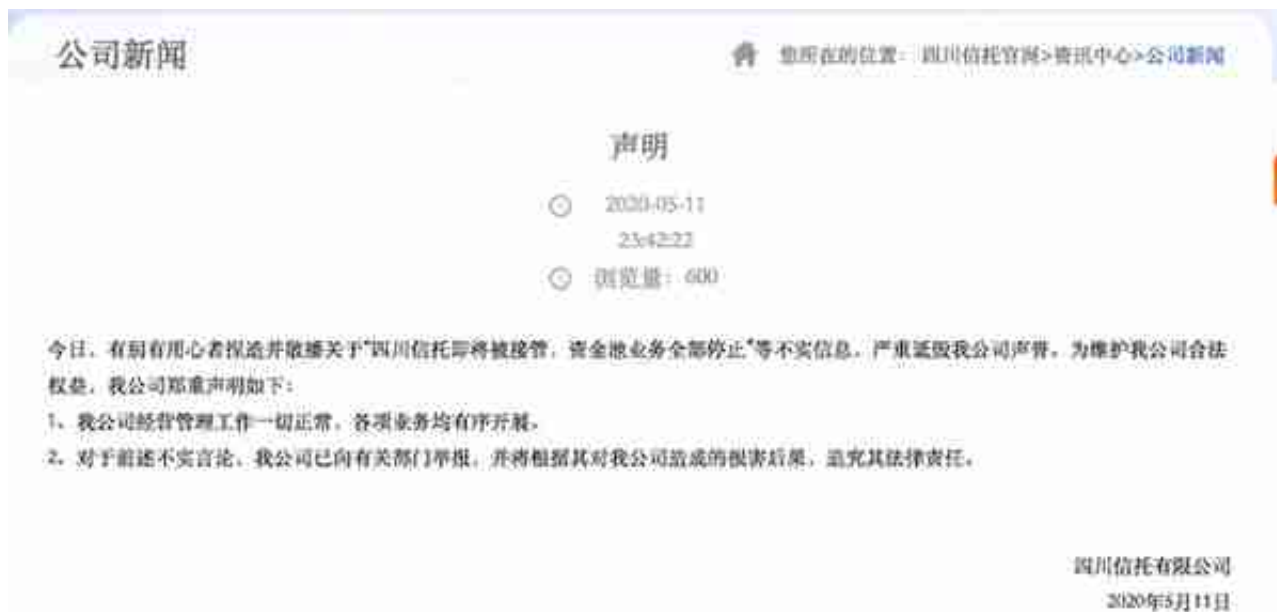 公司新闻
您所在的位置： 四川信托官网>资讯中心>公司新闻
声明
2020-05-11
23:42:22
浏览量：600
今日，有别有用心者捏造并散播关于"四川信托即将被接管，资金池业务全部停止"等不实信息，严重诋毁我公司声誉。为维护我公司合法
权益，我公司郑重声明如下：
1、我公司经营管理工作一切正常，各项业务均有序开展。
2、对于前述不实言论，我公司已向有关部门举报，并将根据其对我公司造成的损害后果，追究其法律责任。
四川信托有限公司
2020年5月11日